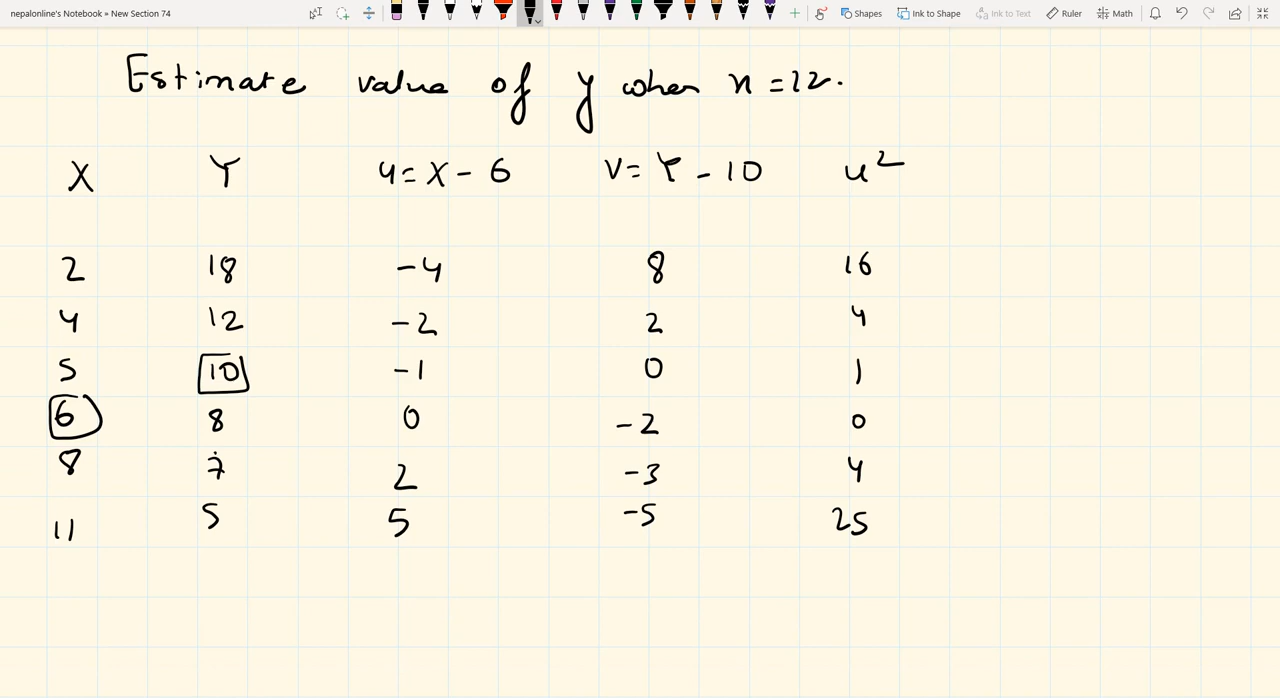 nepalonline's Notebook » New Section 74
Shapes Ink to Shape Ink to Text Ruler Math
Estimate value of y when x = 12.
X Y u = X - 6 v = Y - 10 u²
2 18 -4 8 16
4 12 -2 2 4
5 10 -1 0 1
6 8 0 -2 0
8 7 2 -3 4
11 5 5 -5 25